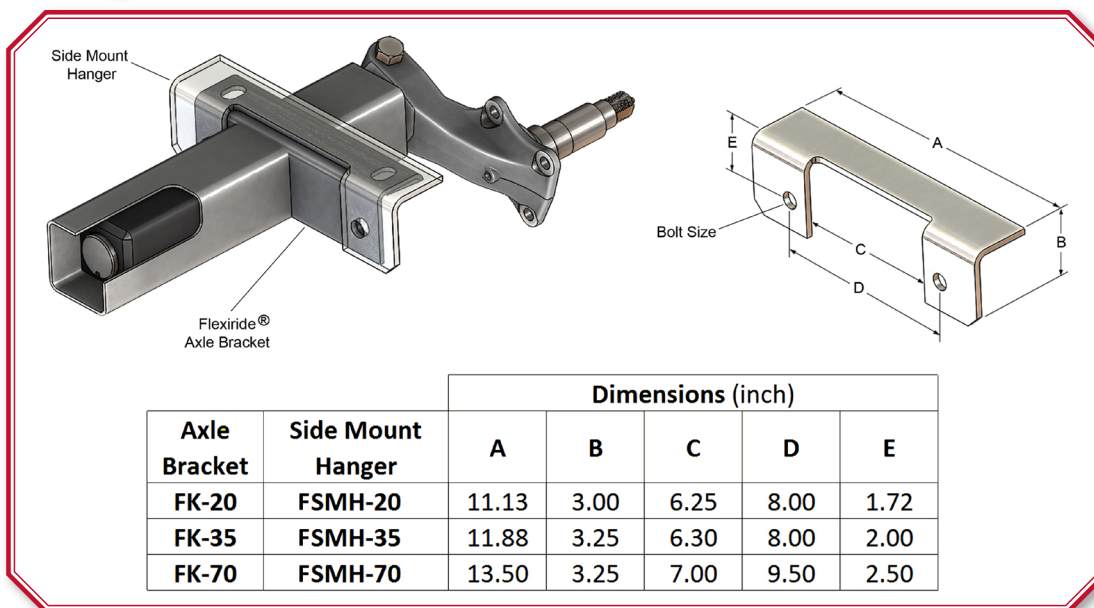 Side Mount
Hanger
Flexiride®
Axle Bracket
A
E
Bolt Size
B
C
D
Dimensions (inch)
Axle Bracket Side Mount Hanger A B C D E
FK-20 FSMH-20 11.13 3.00 6.25 8.00 1.72
FK-35 FSMH-35 11.88 3.25 6.30 8.00 2.00
FK-70 FSMH-70 13.50 3.25 7.00 9.50 2.50